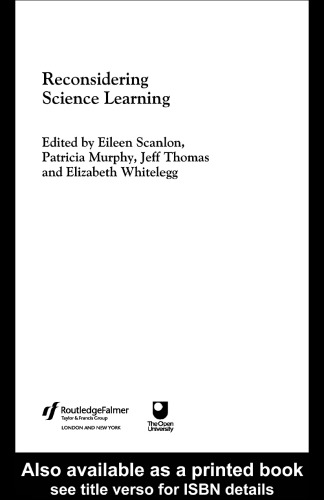 Reconsidering
Science Learning
Edited by Eileen Scanlon,
Patricia Murphy, Jeff Thomas
and Elizabeth Whitelegg
RoutledgeFalmer
Taylor & Francis Group
LONDON AND NEW YORK
The Open
University
Also available as a printed book
see title verso for ISBN details